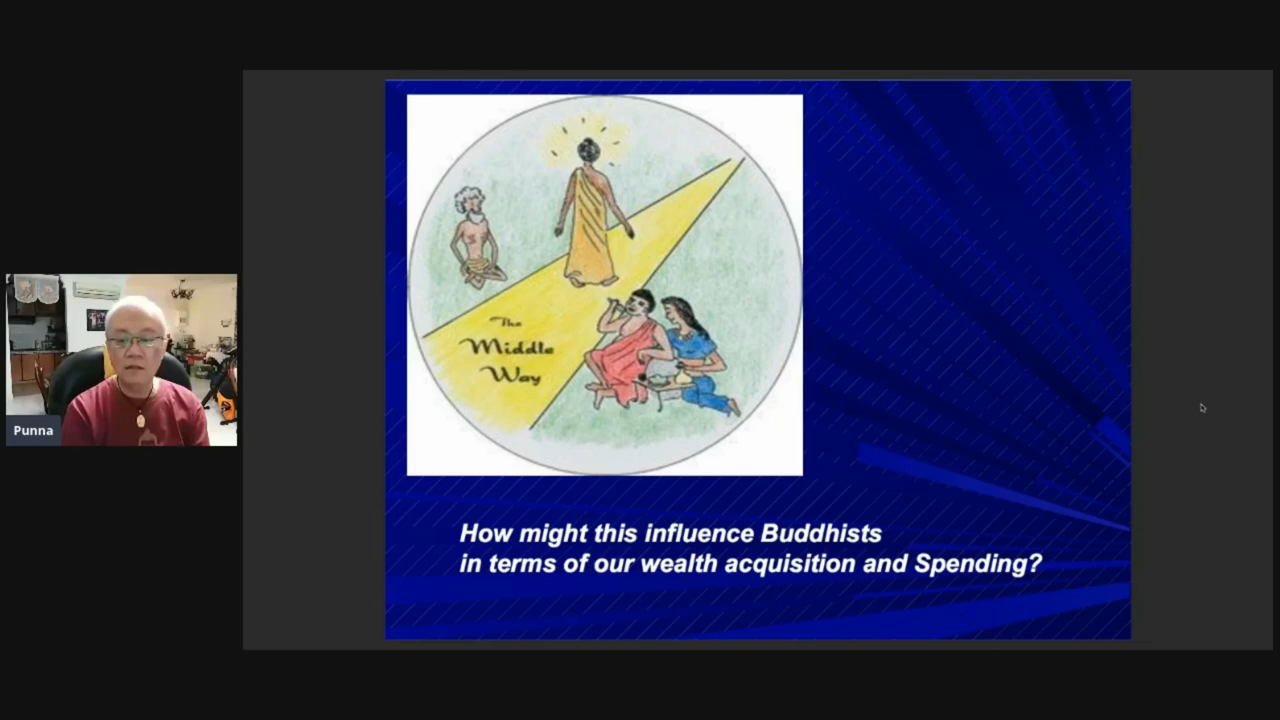 The
Middle
Way
How might this influence Buddhists
in terms of our wealth acquisition and Spending?
Punna